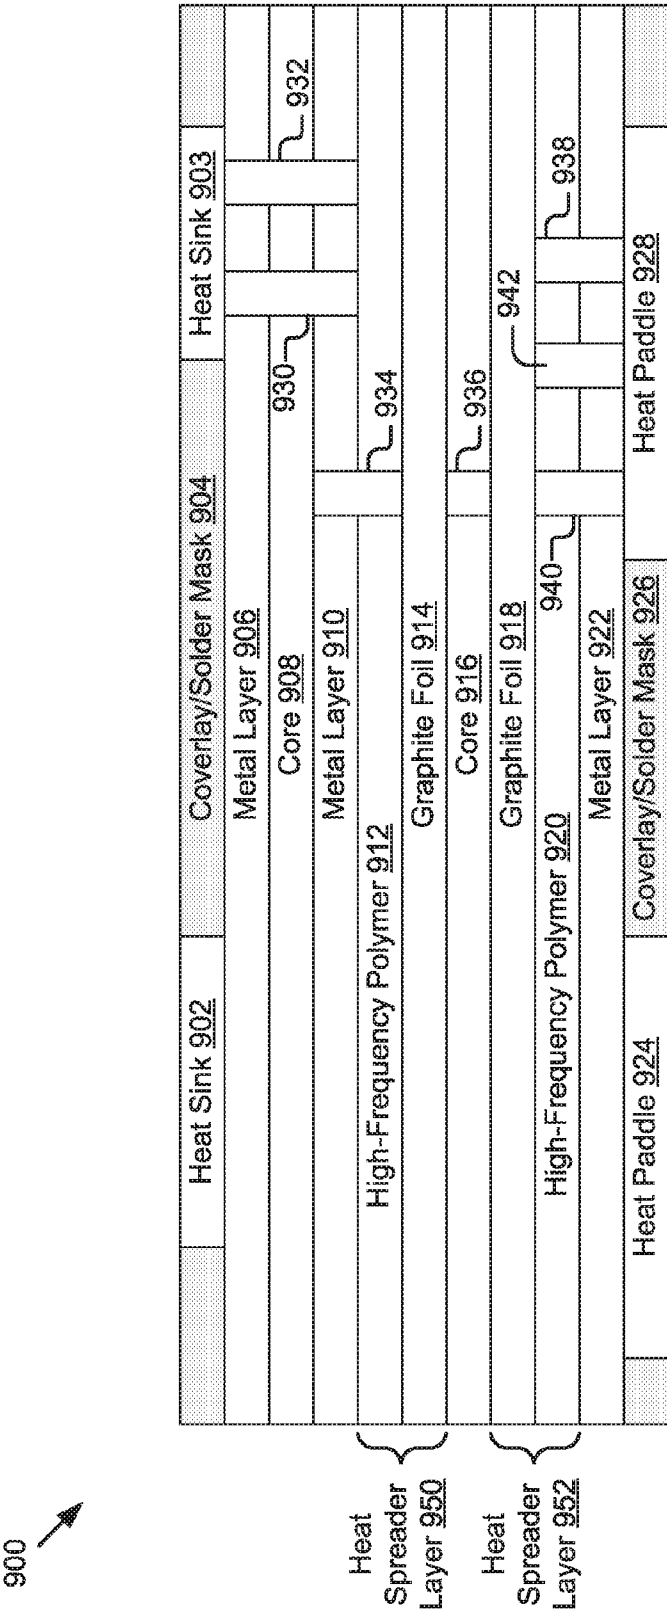 900
Heat Sink 902
Coverlay/Solder Mask 904
Heat Sink 903
Metal Layer 906
Core 908
930
932
Metal Layer 910
Heat
Spreader
Layer 950
High-Frequency Polymer 912
934
Graphite Foil 914
Core 916
936
Heat
Spreader
Layer 952
Graphite Foil 918
942
High-Frequency Polymer 920
940
938
Metal Layer 922
Heat Paddle 924
Coverlay/Solder Mask 926
Heat Paddle 928